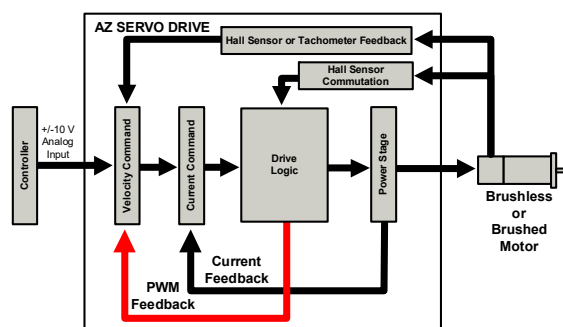 AZ SERVO DRIVE
Hall Sensor or Tachometer Feedback
Hall Sensor
Commutation
Controller
+/-10 V
Analog
Input
Velocity Command
Current Command
Drive
Logic
Power Stage
Brushless
or
Brushed
Motor
Current
Feedback
PWM
Feedback